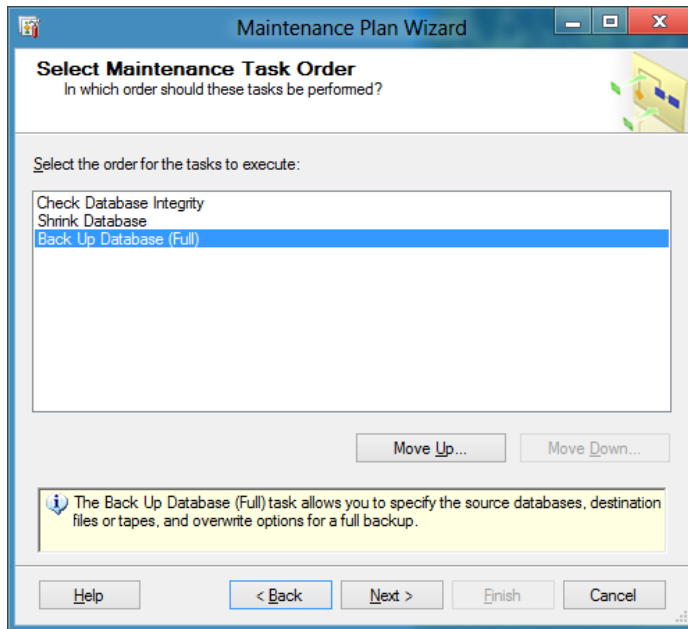 Maintenance Plan Wizard
Select Maintenance Task Order
In which order should these tasks be performed?
Select the order for the tasks to execute:
Check Database Integrity
Shrink Database
Back Up Database (Full)
Move Up... Move Down...
The Back Up Database (Full) task allows you to specify the source databases, destination
files or tapes, and overwrite options for a full backup.
Help < Back Next > Finish Cancel